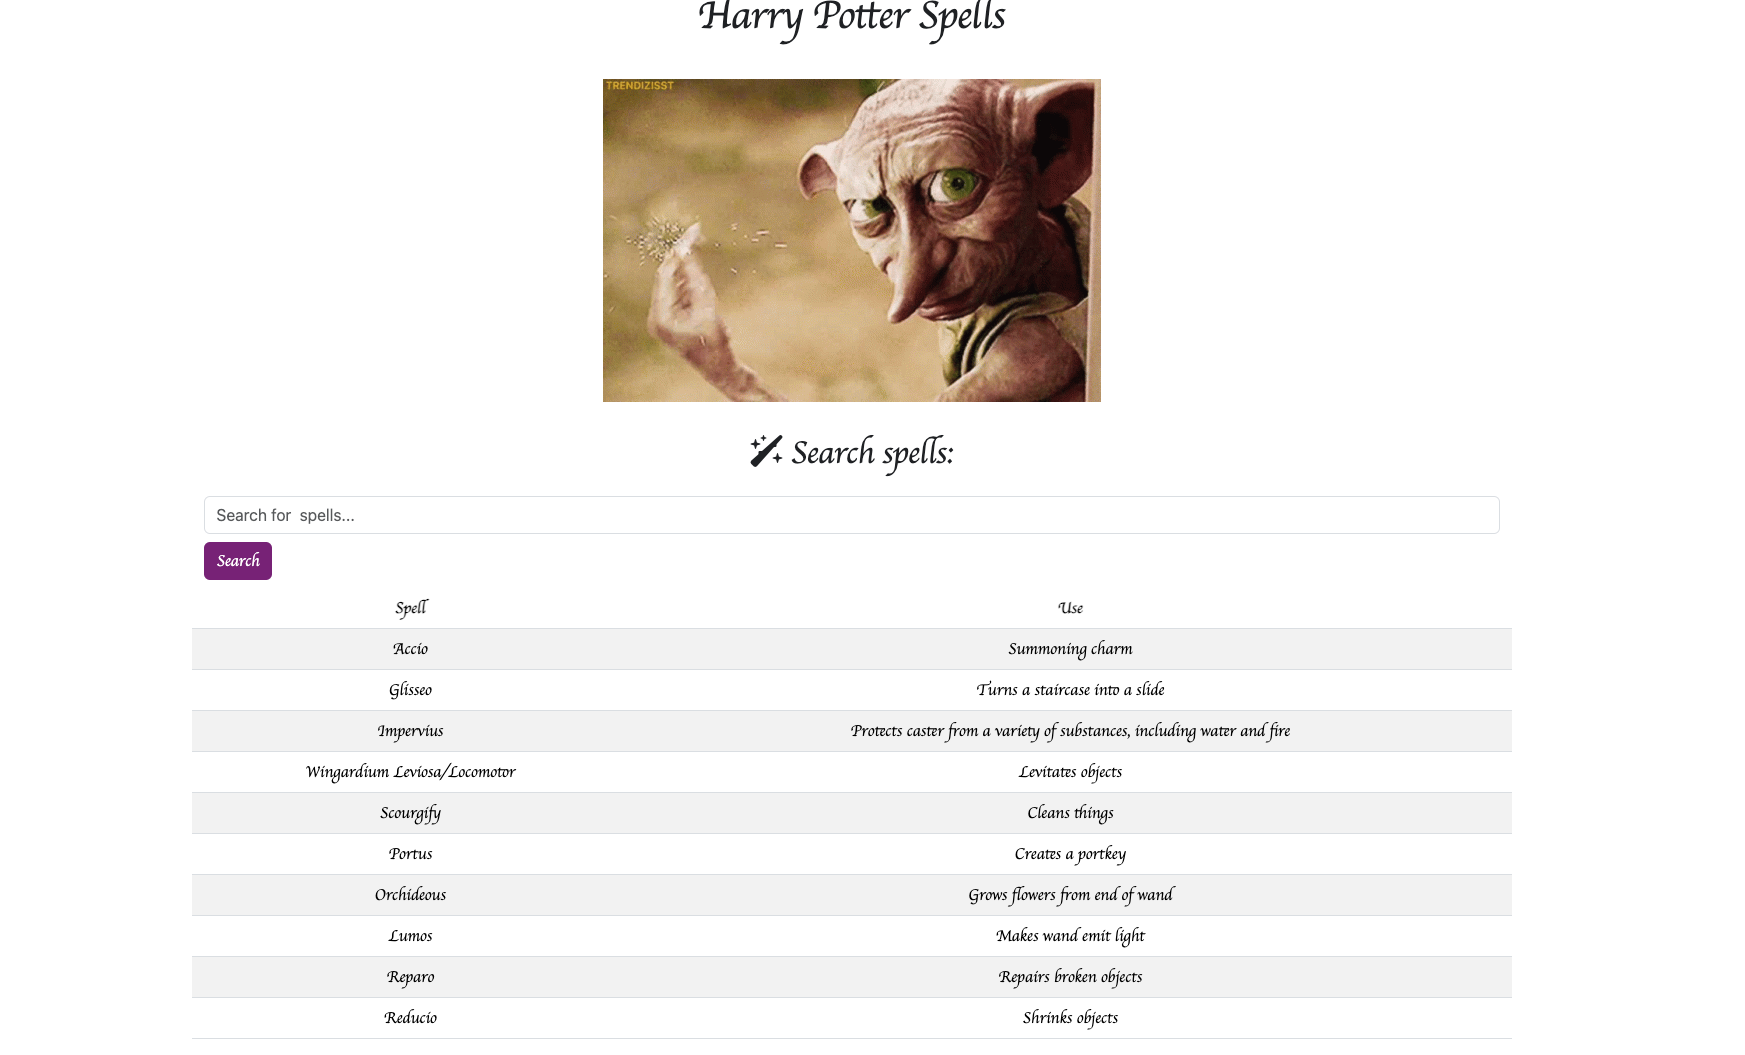 Harry Potter Spells
TRENDIZISST
Search spells:
Search for  spells...
Search
Spell Use
Accio Summoning charm
Glisseo Turns a staircase into a slide
Impervius Protects caster from a variety of substances, including water and fire
Wingardium Leviosa/Locomotor Levitates objects
Scourgify Cleans things
Portus Creates a portkey
Orchideous Grows flowers from end of wand
Lumos Makes wand emit light
Reparo Repairs broken objects
Reducio Shrinks objects